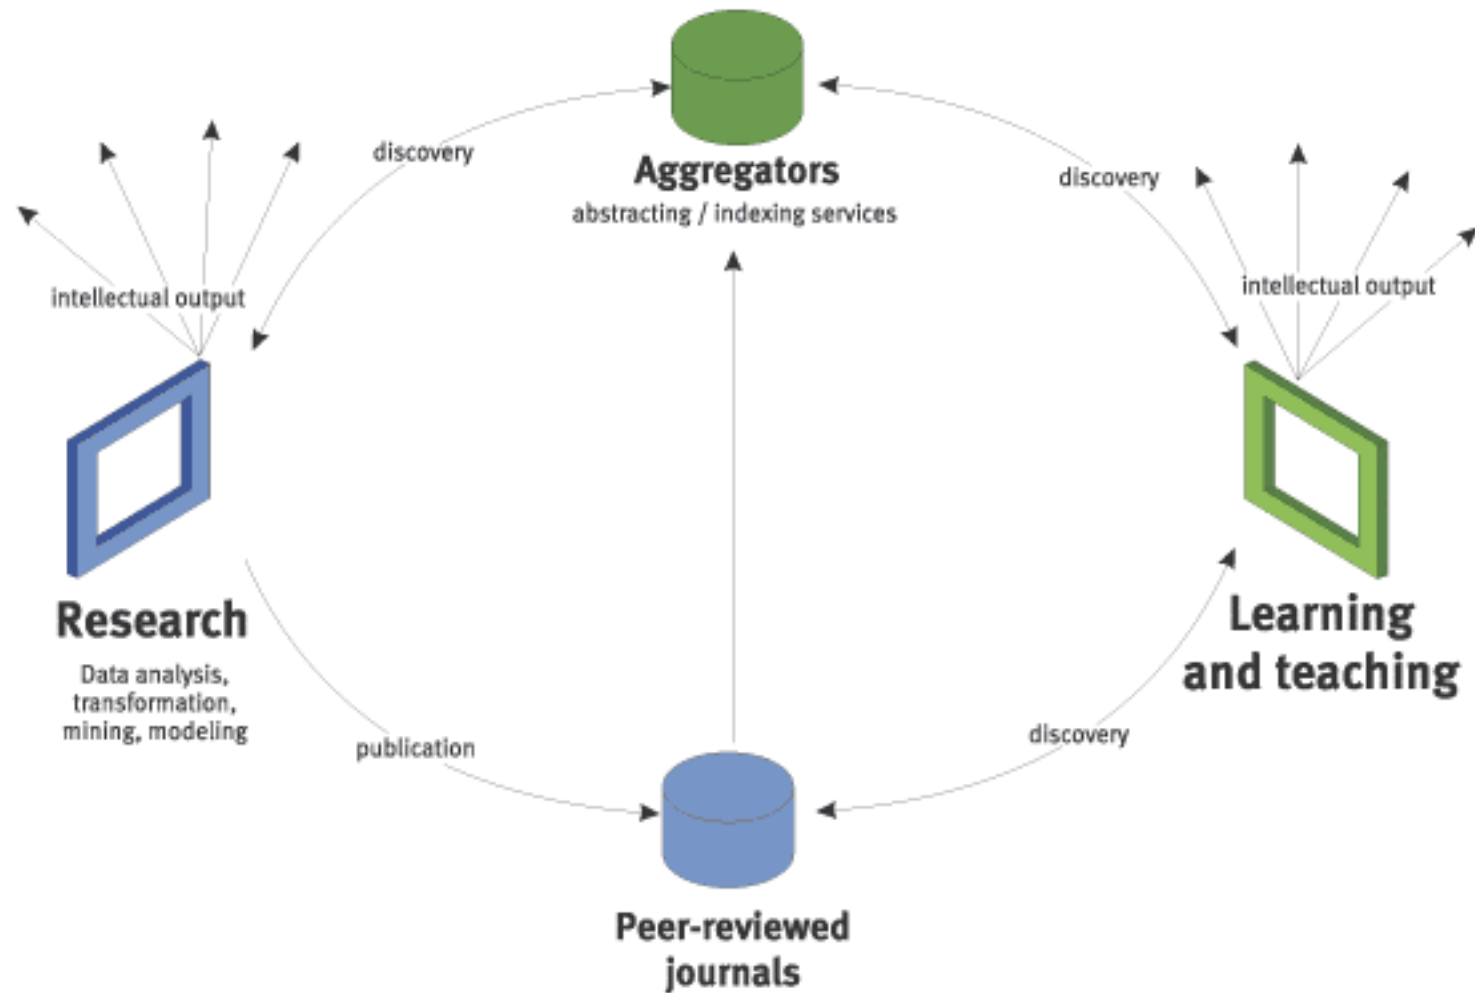 discovery
Aggregators
abstracting / indexing services
discovery
intellectual output
intellectual output
Research
Data analysis,
transformation,
mining, modeling
Learning
and teaching
publication
discovery
Peer-reviewed
journals